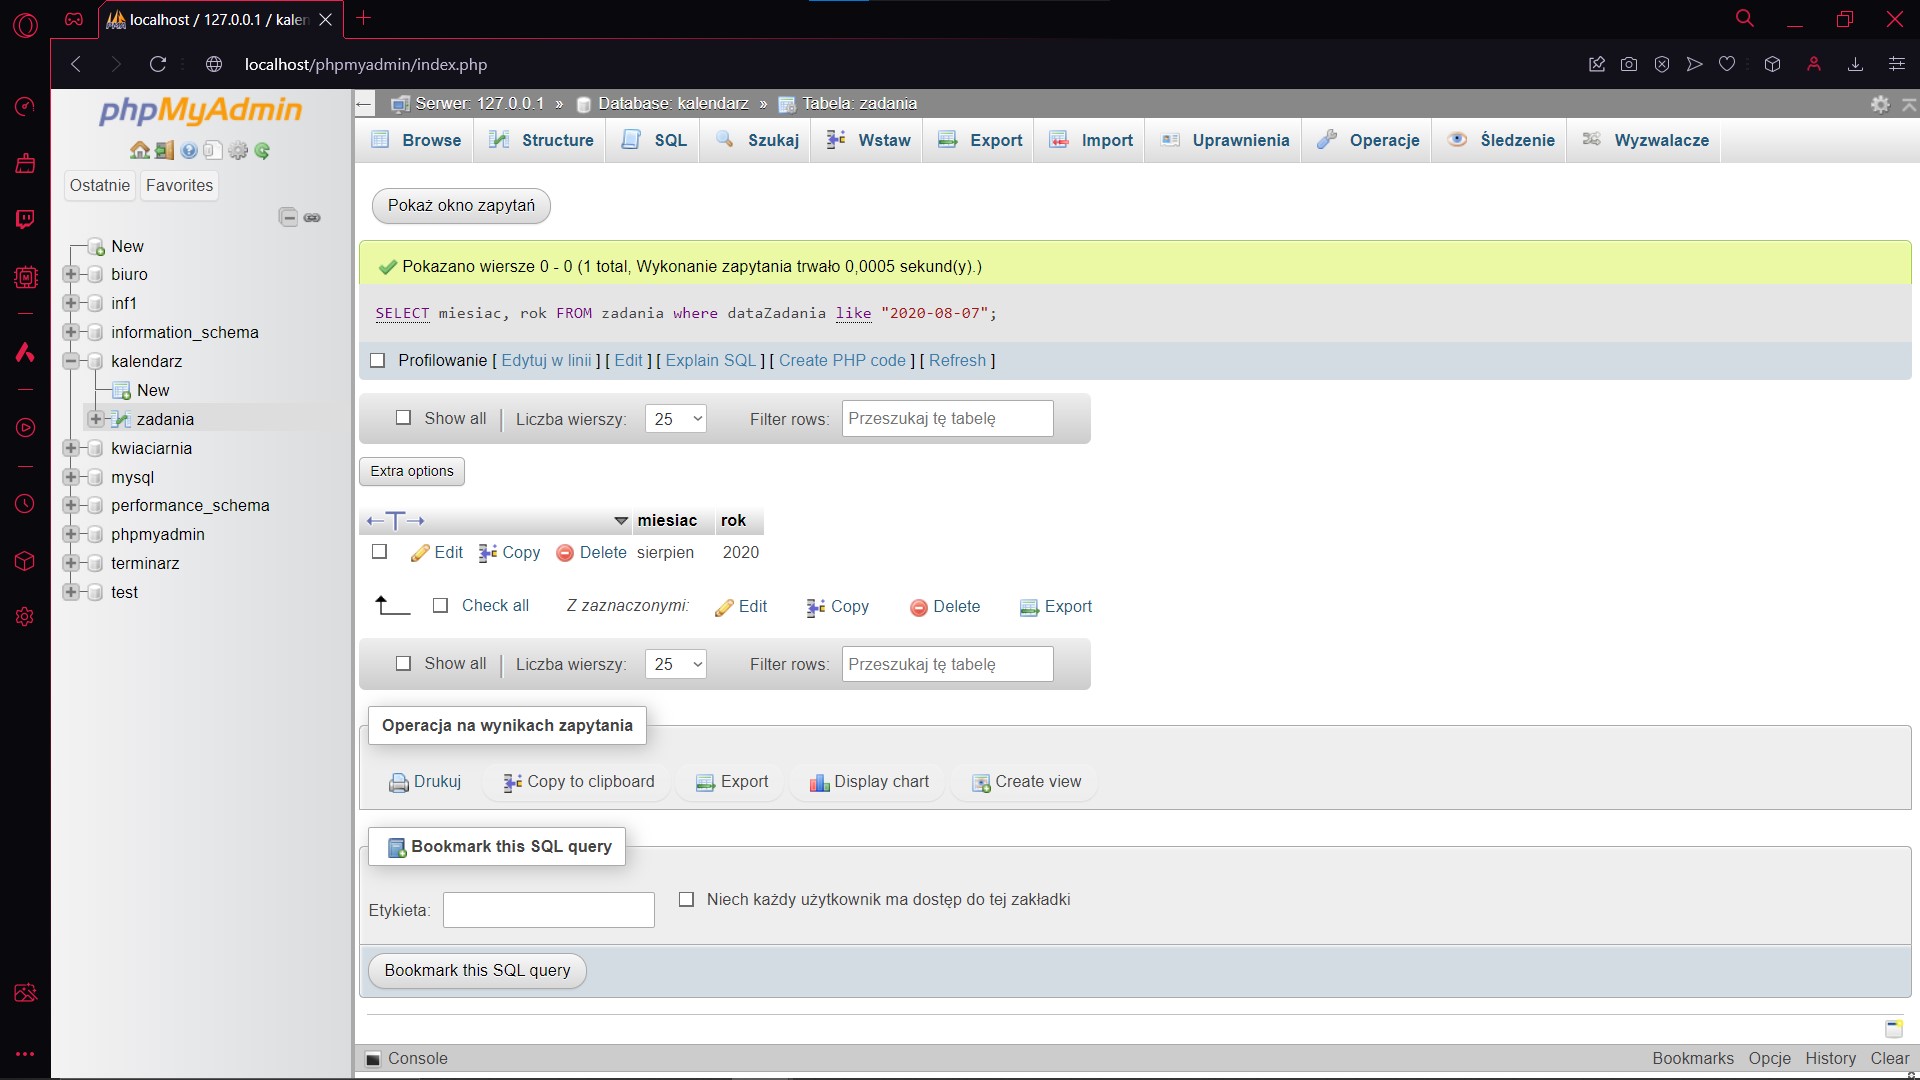 localhost / 127.0.0.1 / kalen
localhost/phpmyadmin/index.php
phpMyAdmin
Ostatnie Favorites
New
biuro
inf1
information_schema
kalendarz
New
zadania
kwiaciarnia
mysql
performance_schema
phpmyadmin
terminarz
test
Serwer: 127.0.0.1 » Database: kalendarz » Tabela: zadania
Browse Structure SQL Szukaj Wstaw Export Import Uprawnienia Operacje Śledzenie Wyzwalacze
Pokaż okno zapytań
Pokazano wiersze 0 - 0 (1 total, Wykonanie zapytania trwało 0,0005 sekund(y).)
SELECT miesiac, rok FROM zadania where dataZadania like "2020-08-07";
Profilowanie [ Edytuj w linii ] [ Edit ] [ Explain SQL ] [ Create PHP code ] [ Refresh ]
Show all Liczba wierszy: 25 Filter rows: Przeszukaj tę tabelę
Extra options
←T→ miesiac rok
Edit Copy Delete sierpien 2020
Check all Z zaznaczonymi: Edit Copy Delete Export
Show all Liczba wierszy: 25 Filter rows: Przeszukaj tę tabelę
Operacja na wynikach zapytania
Drukuj Copy to clipboard Export Display chart Create view
Bookmark this SQL query
Etykieta: Niech każdy użytkownik ma dostęp do tej zakładki
Bookmark this SQL query
Console Bookmarks Opcje History Clear